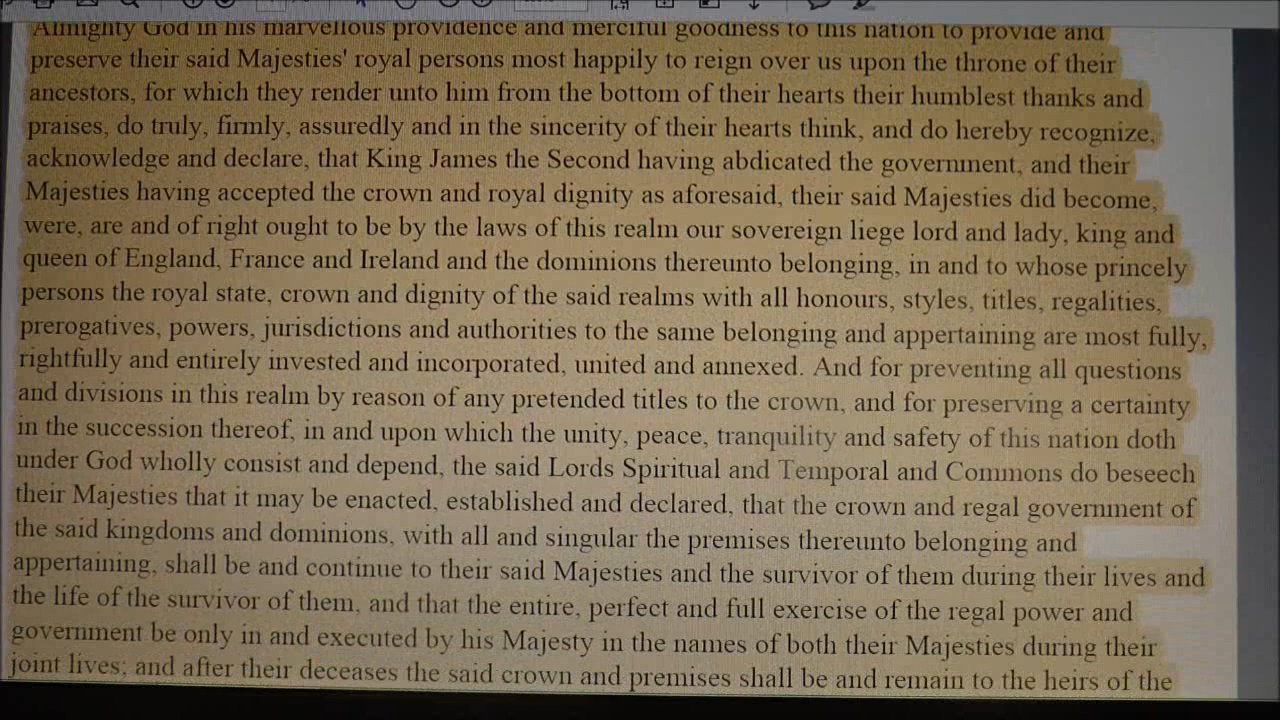 Almighty God in his marvellous providence and merciful goodness to this nation to provide and
preserve their said Majesties' royal persons most happily to reign over us upon the throne of their
ancestors, for which they render unto him from the bottom of their hearts their humblest thanks and
praises, do truly, firmly, assuredly and in the sincerity of their hearts think, and do hereby recognize,
acknowledge and declare, that King James the Second having abdicated the government, and their
Majesties having accepted the crown and royal dignity as aforesaid, their said Majesties did become,
were, are and of right ought to be by the laws of this realm our sovereign liege lord and lady, king and
queen of England, France and Ireland and the dominions thereunto belonging, in and to whose princely
persons the royal state, crown and dignity of the said realms with all honours, styles, titles, regalities,
prerogatives, powers, jurisdictions and authorities to the same belonging and appertaining are most fully,
rightfully and entirely invested and incorporated, united and annexed. And for preventing all questions
and divisions in this realm by reason of any pretended titles to the crown, and for preserving a certainty
in the succession thereof, in and upon which the unity, peace, tranquility and safety of this nation doth
under God wholly consist and depend, the said Lords Spiritual and Temporal and Commons do beseech
their Majesties that it may be enacted, established and declared, that the crown and regal government of
the said kingdoms and dominions, with all and singular the premises thereunto belonging and
appertaining, shall be and continue to their said Majesties and the survivor of them during their lives and
the life of the survivor of them, and that the entire, perfect and full exercise of the regal power and
government be only in and executed by his Majesty in the names of both their Majesties during their
joint lives; and after their deceases the said crown and premises shall be and remain to the heirs of the